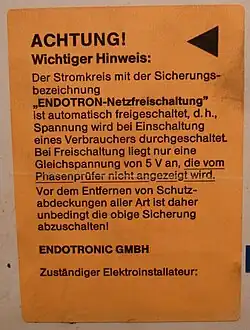 ACHTUNG!
Wichtiger Hinweis:
Der Stromkreis mit der Sicherungs-
bezeichnung
„ENDOTRON-Netzfreischaltung"
ist automatisch freigeschaltet, d. h.,
Spannung wird bei Einschaltung
eines Verbrauchers durchgeschaltet.
Bei Freischaltung liegt nur eine
Gleichspannung von 5 V an, die vom
Phasenprüfer nicht angezeigt wird.
Vor dem Entfernen von Schutz-
abdeckungen aller Art ist daher
unbedingt die obige Sicherung
abzuschalten!
ENDOTRONIC GMBH
Zuständiger Elektroinstallateur: